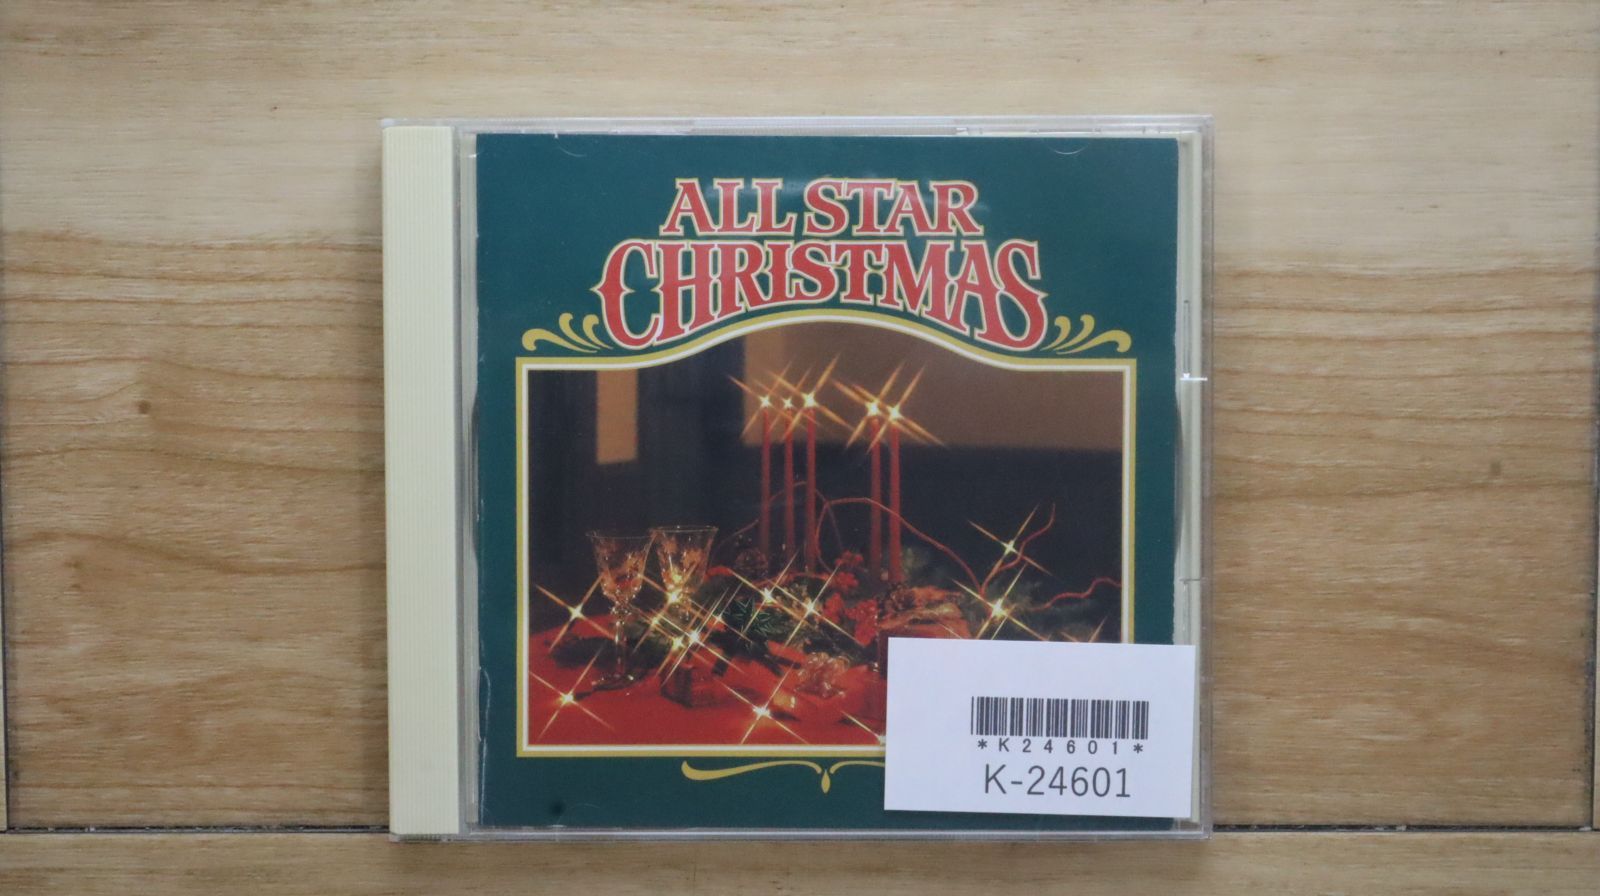 ALL STAR
CHRISTMAS
*K24601*
K-24601